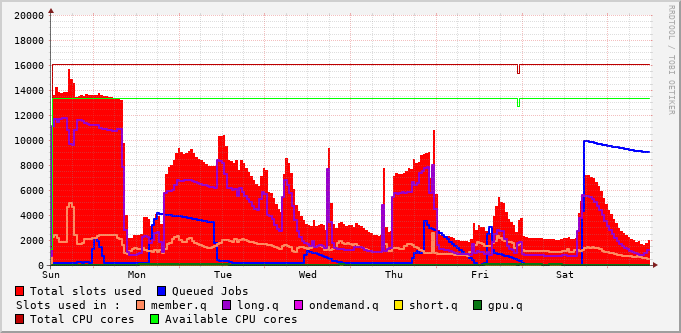 RRDTOOL / TOBI OETIKER
20000
18000
16000
14000
12000
10000
8000
6000
4000
2000
0
Sun Mon Tue Wed Thu Fri Sat
Total slots used Queued Jobs
Slots used in : member.q long.q ondemand.q short.q gpu.q
Total CPU cores Available CPU cores